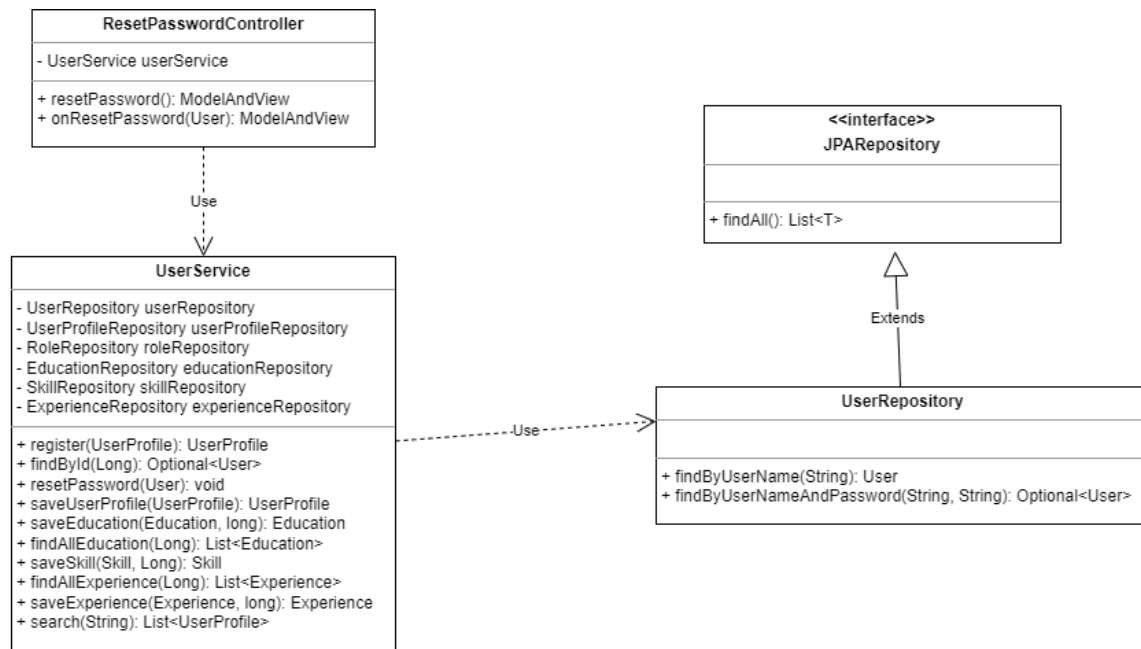 ResetPasswordController
- UserService userService
+ resetPassword(): ModelAndView
+ onResetPassword(User): ModelAndView
Use
UserService
- UserRepository userRepository
- UserProfileRepository userProfileRepository
- RoleRepository roleRepository
- EducationRepository educationRepository
- SkillRepository skillRepository
- ExperienceRepository experienceRepository
+ register(UserProfile): UserProfile
+ findById(Long): Optional<User>
+ resetPassword(User): void
+ saveUserProfile(UserProfile): UserProfile
+ saveEducation(Education, long): Education
+ findAllEducation(Long): List<Education>
+ saveSkill(Skill, Long): Skill
+ findAllExperience(Long): List<Experience>
+ saveExperience(Experience, long): Experience
+ search(String): List<UserProfile>
Use
<<interface>>
JPARepository
+ findAll(): List<T>
Extends
UserRepository
+ findByUserName(String): User
+ findByUserNameAndPassword(String, String): Optional<User>